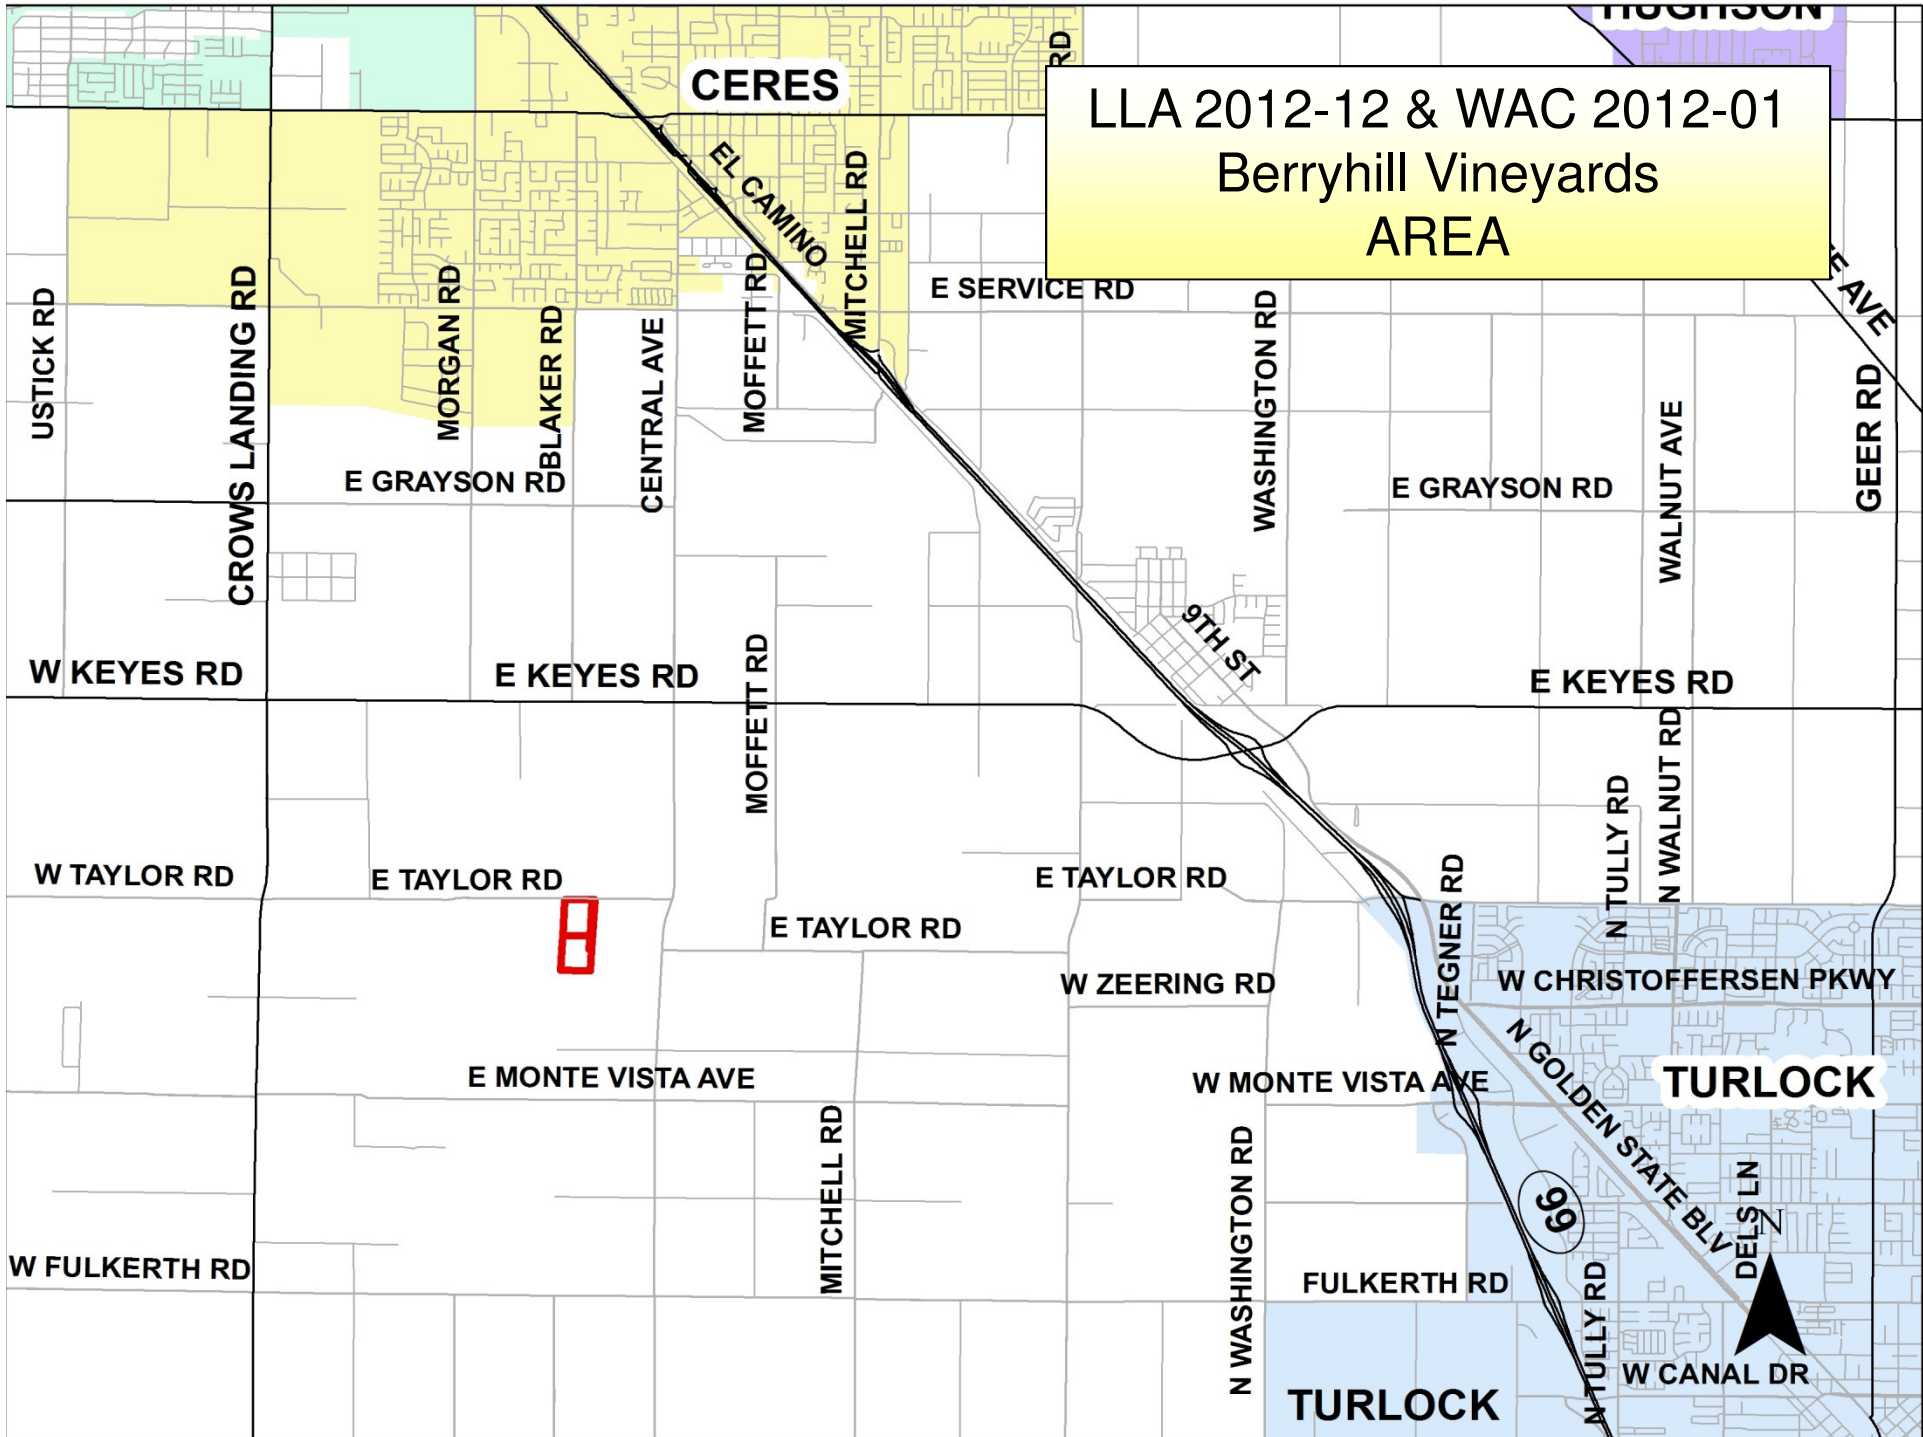 HUGHSON
CERES
RD
LLA 2012-12 & WAC 2012-01
Berryhill Vineyards
AREA
EL CAMINO
MITCHELL RD
E SERVICE RD
E AVE
USTICK RD
CROWS LANDING RD
MORGAN RD
BLAKER RD
CENTRAL AVE
MOFFETT RD
WASHINGTON RD
WALNUT AVE
GEER RD
E GRAYSON RD
E GRAYSON RD
9TH ST
W KEYES RD
E KEYES RD
E KEYES RD
MOFFETT RD
N TULLY RD
N WALNUT RD
W TAYLOR RD
E TAYLOR RD
E TAYLOR RD
E TAYLOR RD
N TEGNER RD
W ZEERING RD
W CHRISTOFFERSEN PKWY
E MONTE VISTA AVE
W MONTE VISTA AVE
N GOLDEN STATE BLV
TURLOCK
MITCHELL RD
N WASHINGTON RD
99
DELS LN
N
W FULKERTH RD
FULKERTH RD
N TULLY RD
W CANAL DR
TURLOCK